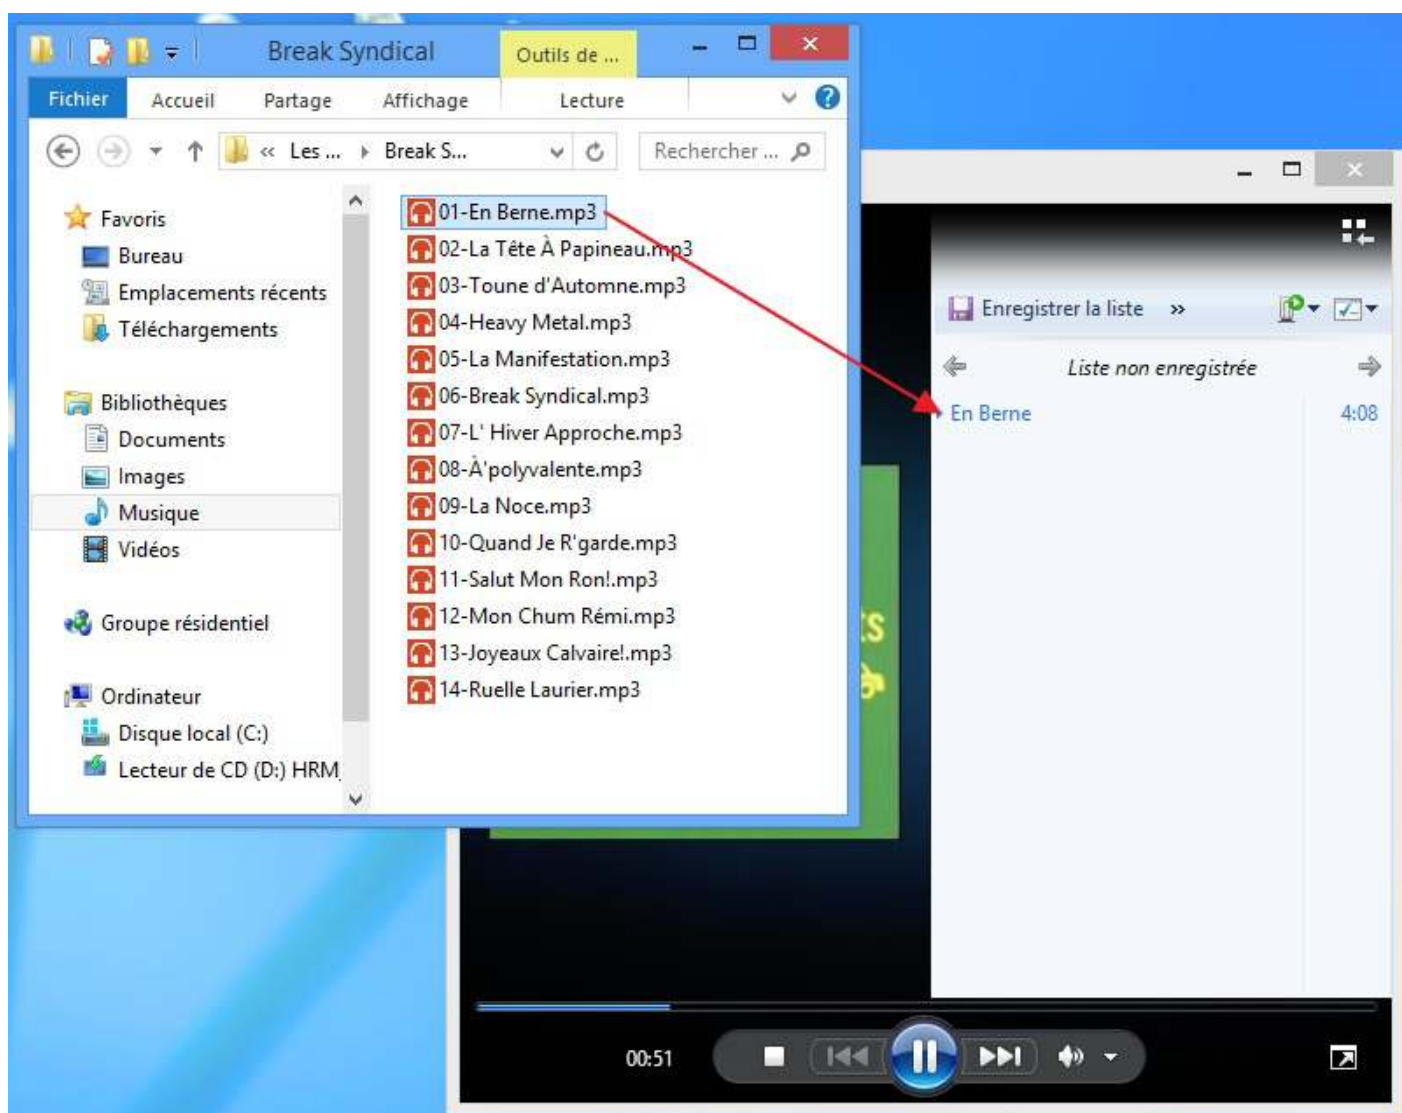 Break Syndical
Outils de ...
Fichier
Accueil
Partage
Affichage
Lecture
?
« Les ...
Break S...
Rechercher ...
Favoris
Bureau
Emplacements récents
Téléchargements
Bibliothèques
Documents
Images
Musique
Vidéos
Groupe résidentiel
Ordinateur
Disque local (C:)
Lecteur de CD (D:) HRM_
01-En Berne.mp3
02-La Tête À Papineau.mp3
03-Toune d'Automne.mp3
04-Heavy Metal.mp3
05-La Manifestation.mp3
06-Break Syndical.mp3
07-L' Hiver Approche.mp3
08-À'polyvalente.mp3
09-La Noce.mp3
10-Quand Je R'garde.mp3
11-Salut Mon Ron!.mp3
12-Mon Chum Rémi.mp3
13-Joyeaux Calvaire!.mp3
14-Ruelle Laurier.mp3
Enregistrer la liste »
Liste non enregistrée
En Berne 4:08
00:51